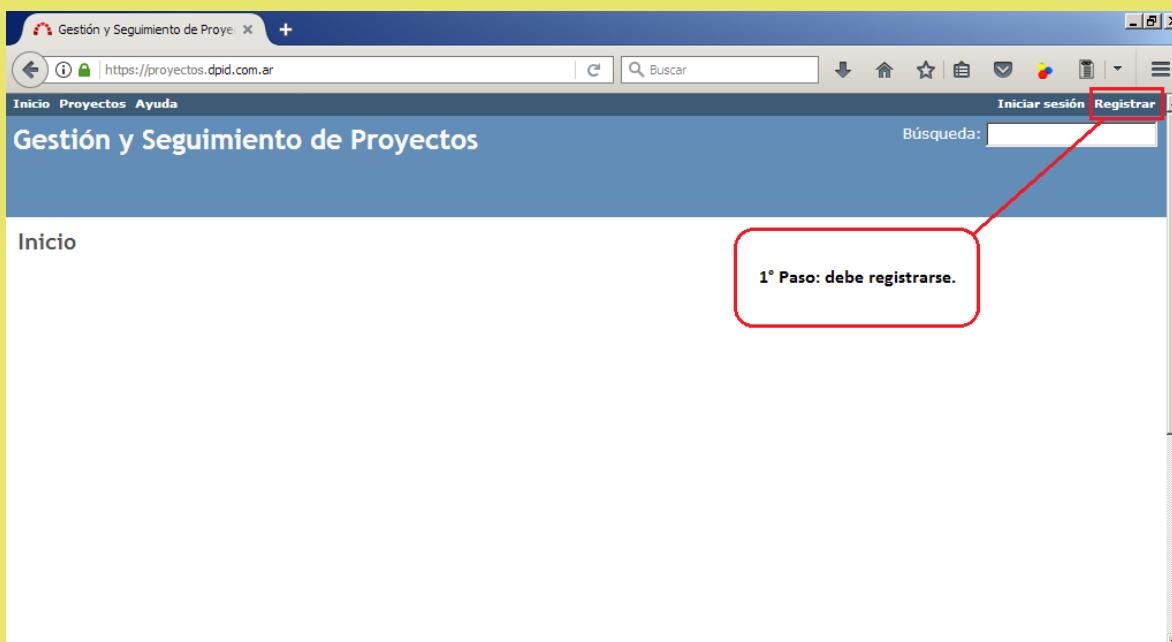 Gestión y Seguimiento de Proye
https://proyectos.dpid.com.ar
Buscar
Inicio Proyectos Ayuda
Iniciar sesión Registrar
Gestión y Seguimiento de Proyectos
Búsqueda:
Inicio
1° Paso: debe registrarse.